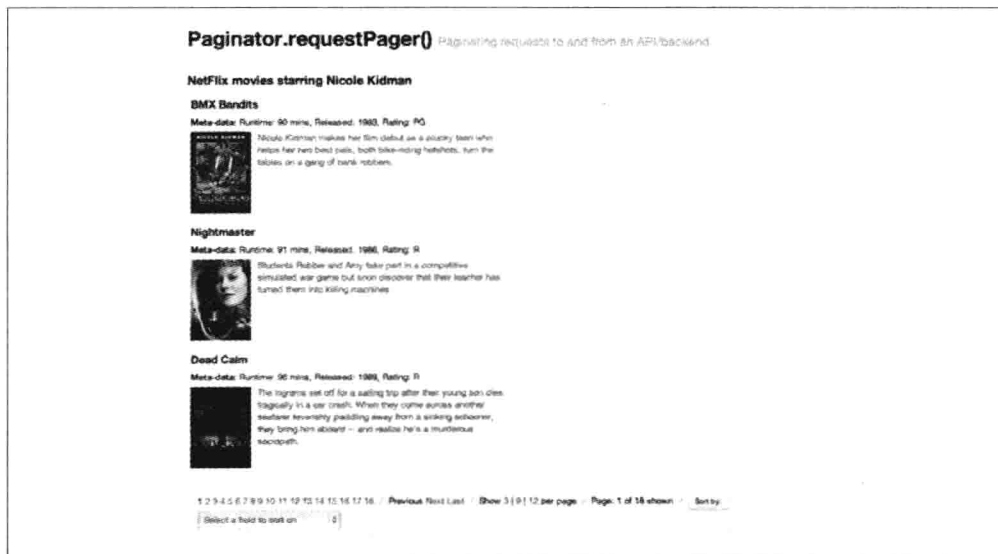 Paginator.requestPager() Paginating requests to and from an API/backend
NetFlix movies starring Nicole Kidman
BMX Bandits
Meta-data: Runtime: 90 mins, Released: 1983, Rating: PG
Nicole Kidman makes her film debut as a plucky teen who
helps her two best pals, both bike-riding hotshots, turn the
tables on a gang of bank robbers.
Nightmaster
Meta-data: Runtime: 91 mins, Released: 1986, Rating: R
Students Robber and Amy take part in a competitive
simulated war game but soon discover that their teacher has
turned them into killing machines
Dead Calm
Meta-data: Runtime: 96 mins, Released: 1989, Rating: R
The Ingrams set off for a sailing trip after their young son dies
tragically in a car crash. When they come across another
seafarer feverishly paddling away from a sinking schooner,
they bring him aboard -- and realize he's a murderous
sociopath.
1 2 3 4 5 6 7 8 9 10 11 12 13 14 15 16 17 18 / Previous Next Last / Show 3 | 9 | 12 per page / Page: 1 of 18 shown / Sort by:
Select a field to sort on